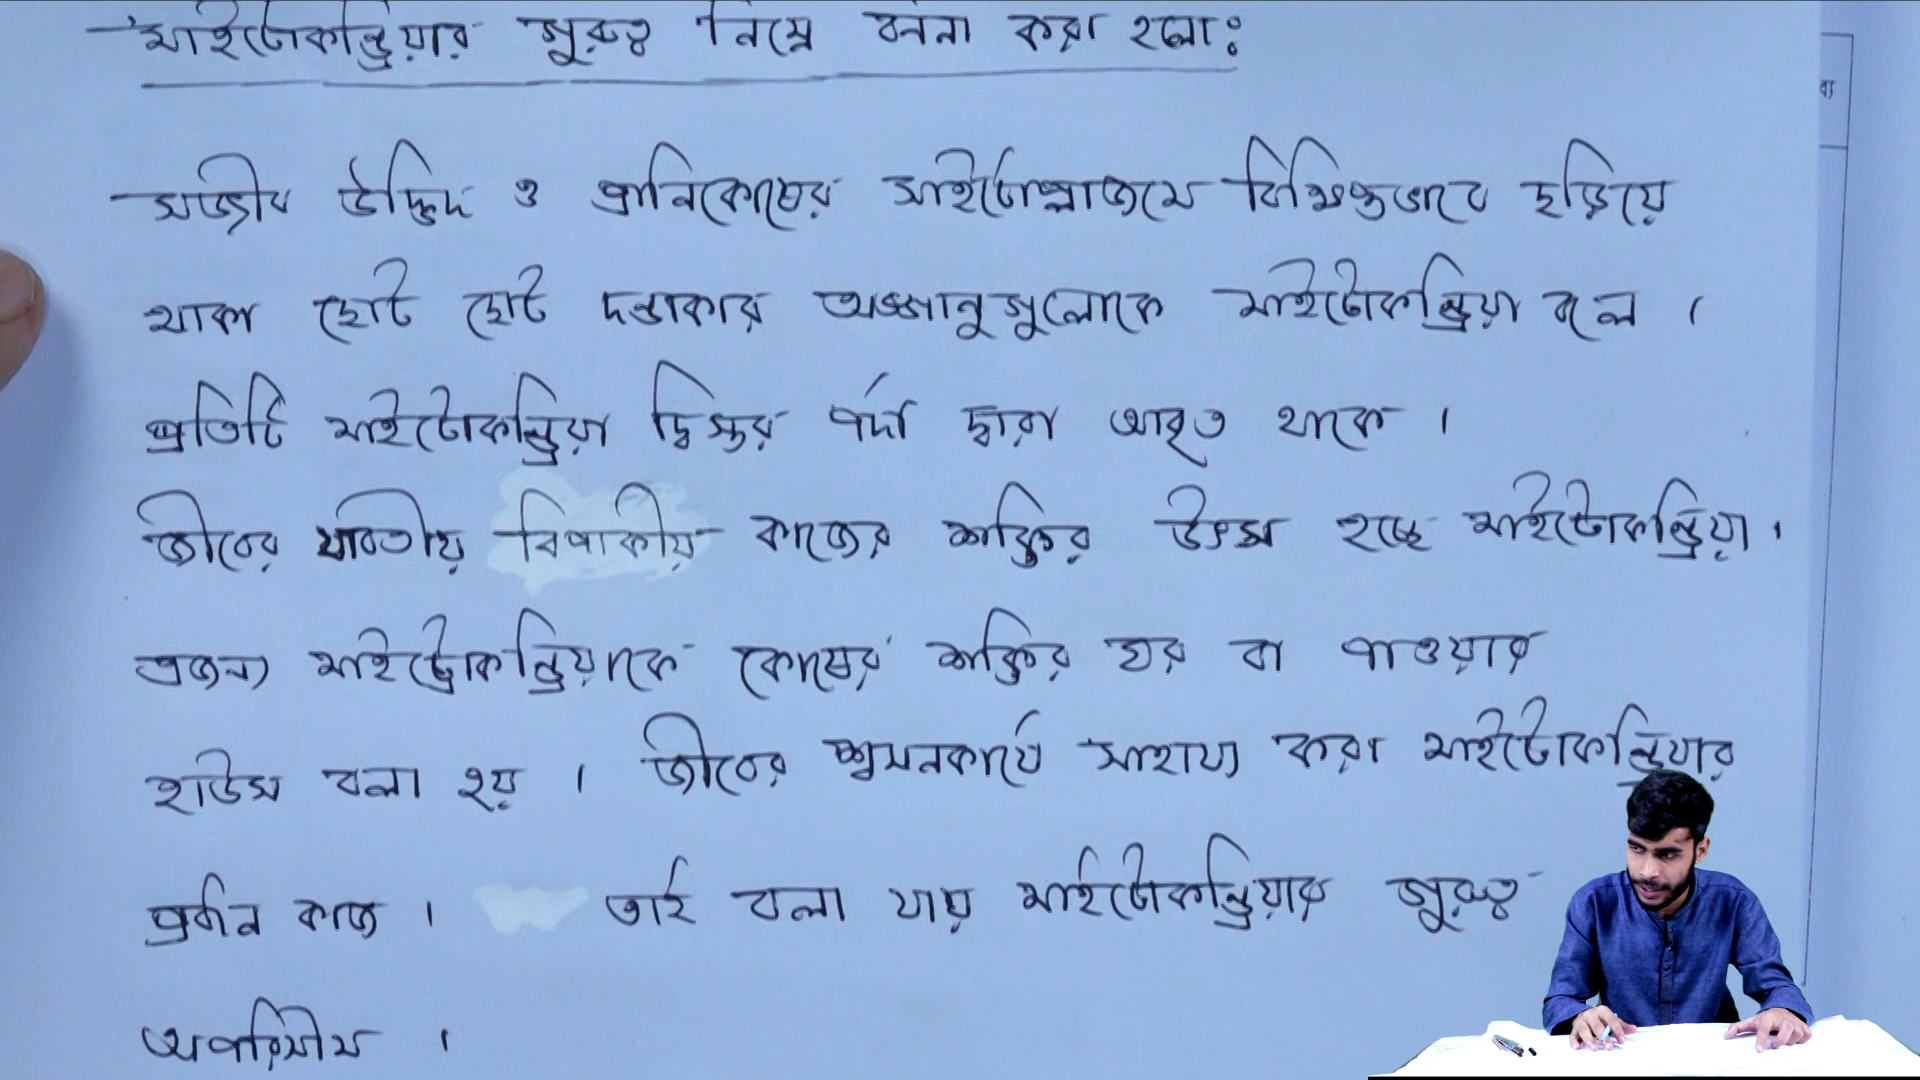 মাইটোকন্ড্রিয়ার গুরুত্ব নিম্নে বর্ননা করা হলো:
সজীব উদ্ভিদ ও প্রানিকোষের সাইটোপ্লাজমে বিক্ষিপ্তভাবে ছড়িয়ে
থাকা ছোট ছোট দন্ডাকার অঙ্গানুগুলোকে মাইটোকন্ড্রিয়া বলে ।
প্রতিটি মাইটোকন্ড্রিয়া দ্বিস্তর পর্দা দ্বারা আবৃত থাকে ।
জীবের যাবতীয় বিপাকীয় কাজের শক্তির উৎস হচ্ছে মাইটোকন্ড্রিয়া ।
এজন্য মাইট্রোকন্ড্রিয়াকে কোষের শক্তির ঘর বা পাওয়ার
হাউস বলা হয় । জীবের শ্বসনকার্যে সাহায্য করা মাইটোকন্ড্রিয়ার
প্রধান কাজ । তাই বলা যায় মাইটোকন্ড্রিয়ার গুরুত্ব
অপরিসীম ।